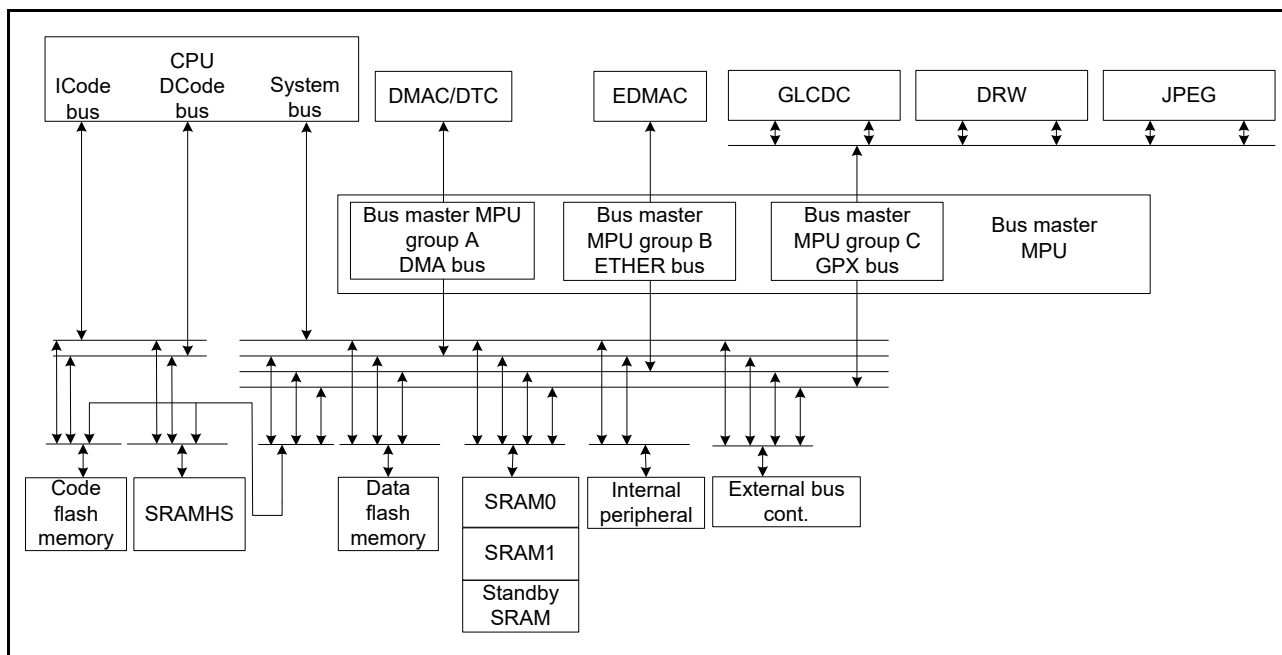 CPU
ICode
bus
DCode
bus
System
bus
DMAC/DTC
EDMAC
GLCDC
DRW
JPEG
Bus master MPU
group A
DMA bus
Bus master
MPU group B
ETHER bus
Bus master
MPU group C
GPX bus
Bus master
MPU
Code
flash
memory
SRAMHS
Data
flash
memory
SRAM0
SRAM1
Standby
SRAM
Internal
peripheral
External bus
cont.